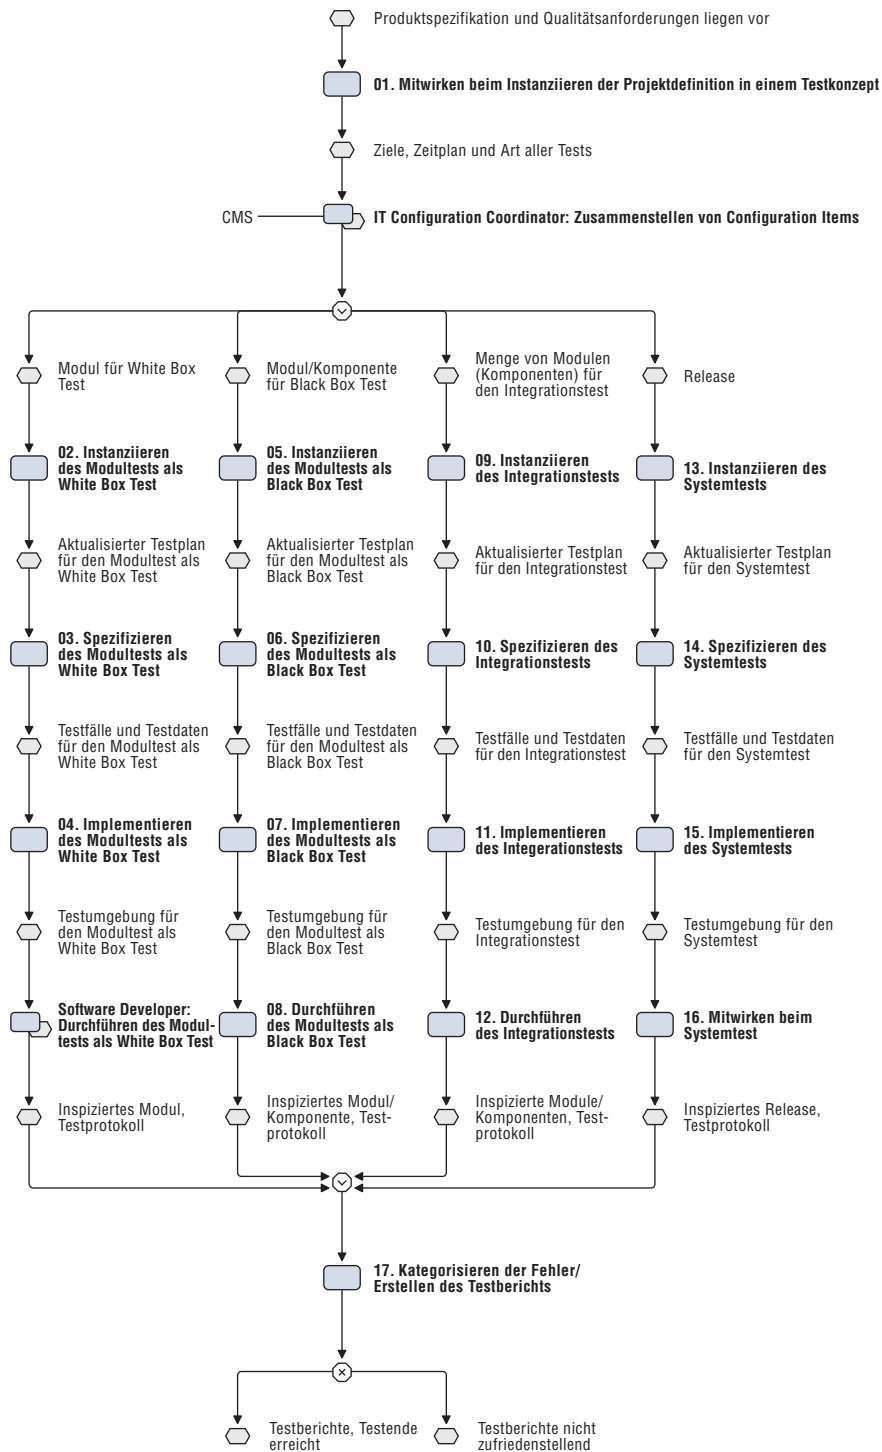 Produktspezifikation und Qualitätsanforderungen liegen vor
01. Mitwirken beim Instanziieren der Projektdefinition in einem Testkonzept
Ziele, Zeitplan und Art aller Tests
CMS
IT Configuration Coordinator: Zusammenstellen von Configuration Items
Modul für White Box
Test
Modul/Komponente
für Black Box Test
Menge von Modulen
(Komponenten) für
den Integrationstest
Release
02. Instanziieren
des Modultests als
White Box Test
05. Instanziieren
des Modultests als
Black Box Test
09. Instanziieren
des Integrationstests
13. Instanziieren des
Systemtests
Aktualisierter Testplan
für den Modultest als
White Box Test
Aktualisierter Testplan
für den Modultest als
Black Box Test
Aktualisierter Testplan
für den Integrationstest
Aktualisierter Testplan
für den Systemtest
03. Spezifizieren
des Modultests als
White Box Test
06. Spezifizieren
des Modultests als
Black Box Test
10. Spezifizieren des
Integrationstests
14. Spezifizieren des
Systemtests
Testfälle und Testdaten
für den Modultest als
White Box Test
Testfälle und Testdaten
für den Modultest als
Black Box Test
Testfälle und Testdaten
für den Integrationstest
Testfälle und Testdaten
für den Systemtest
04. Implementieren
des Modultests als
White Box Test
07. Implementieren
des Modultests als
Black Box Test
11. Implementieren
des Integerationstests
15. Implementieren
des Systemtests
Testumgebung für
den Modultest als
White Box Test
Testumgebung für
den Modultest als
Black Box Test
Testumgebung für den
Integrationstest
Testumgebung für den
Systemtest
Software Developer:
Durchführen des Modul-
tests als White Box Test
08. Durchführen
des Modultests als
Black Box Test
12. Durchführen
des Integrationstests
16. Mitwirken beim
Systemtest
Inspiziertes Modul,
Testprotokoll
Inspiziertes Modul/
Komponente, Test-
protokoll
Inspizierte Module/
Komponenten, Test-
protokoll
Inspiziertes Release,
Testprotokoll
17. Kategorisieren der Fehler/
Erstellen des Testberichts
Testberichte, Testende
erreicht
Testberichte nicht
zufriedenstellend